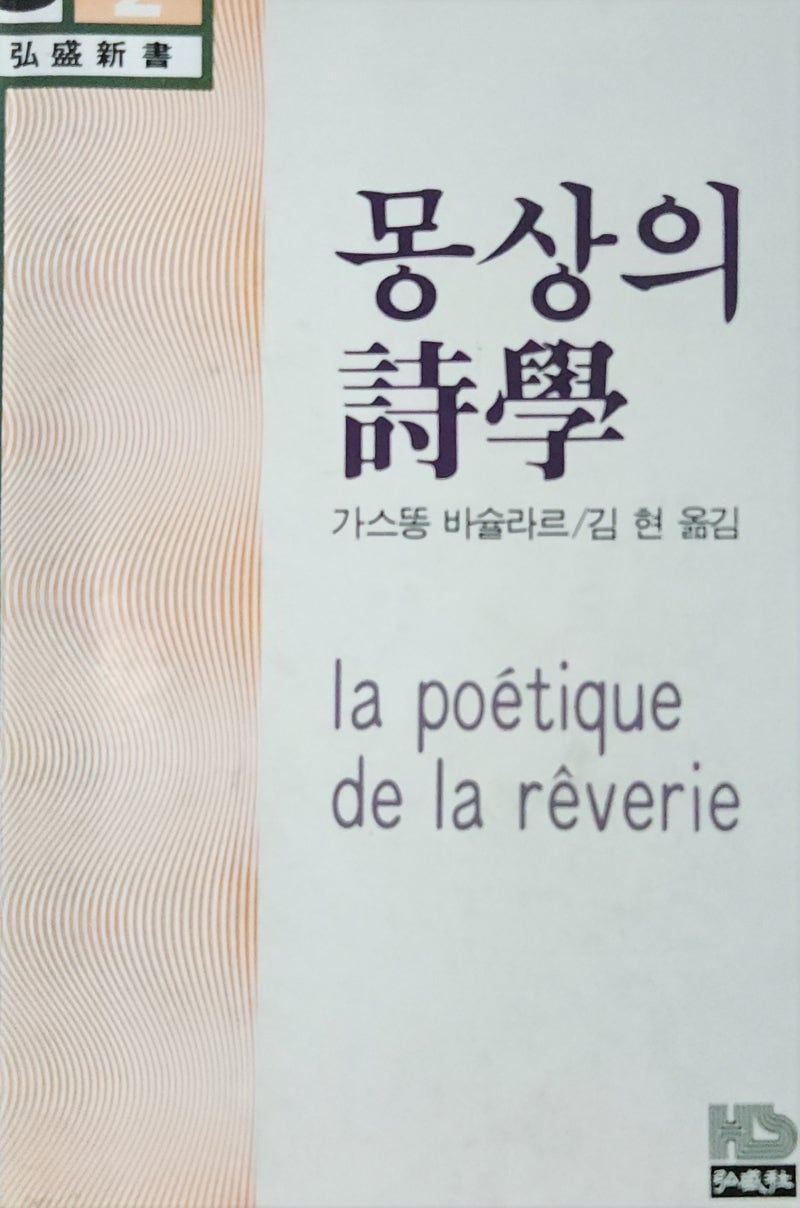 2
弘盛新書
몽상의
詩學
가스똥 바슐라르/김 현 옮김
la poétique
de la rêverie
HS
弘盛社